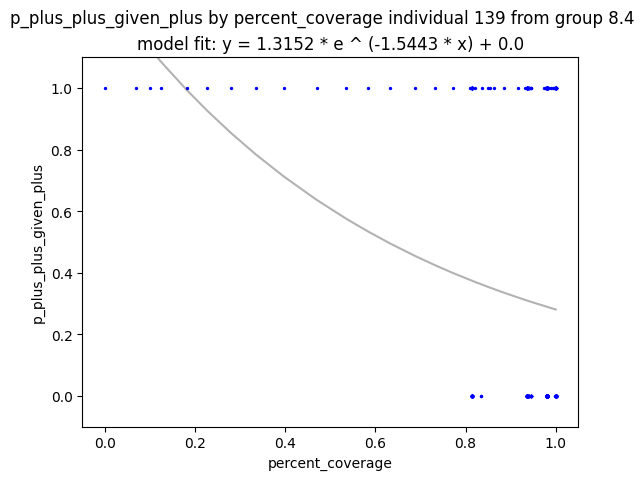 p_plus_plus_given_plus by percent_coverage individual 139 from group 8.4
model fit: y = 1.3152 * e ^ (-1.5443 * x) + 0.0
1.0
0.8
0.6
0.4
0.2
0.0
p_plus_plus_given_plus
0.0 0.2 0.4 0.6 0.8 1.0
percent_coverage